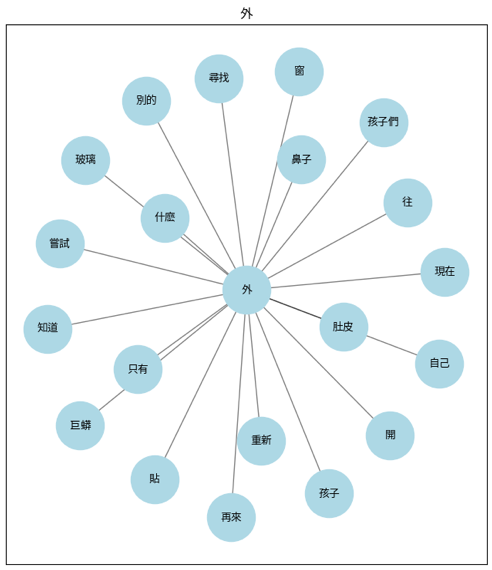 外
窗
尋找
別的
孩子們
鼻子
玻璃
往
什麼
嘗試
現在
外
知道
肚皮
自己
只有
巨蟒
開
重新
貼
孩子
再來